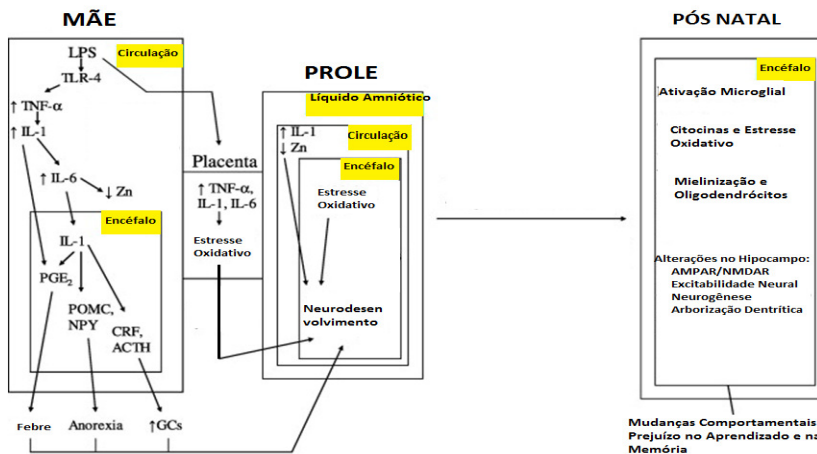 MÃE
LPS
Circulação
TLR-4
↑ TNF-α
↑ IL-1
↑ IL-6
↓ Zn
Encéfalo
IL-1
PGE₂
POMC,
NPY
CRF,
ACTH
Febre
Anorexia
↑GCs
Placenta
↑ TNF-α,
IL-1, IL-6
Estresse
Oxidativo
PROLE
Líquido Amniótico
↑ IL-1
↓ Zn
Circulação
Encéfalo
Estresse
Oxidativo
Neurodesen
volvimento
PÓS NATAL
Encéfalo
Ativação Microglial
Citocinas e Estresse
Oxidativo
Mielinização e
Oligodendrócitos
Alterações no Hipocampo:
AMPAR/NMDAR
Excitabilidade Neural
Neurogênese
Arborização Dentrítica
Mudanças Comportamentais
Prejuízo no Aprendizado e na
Memória